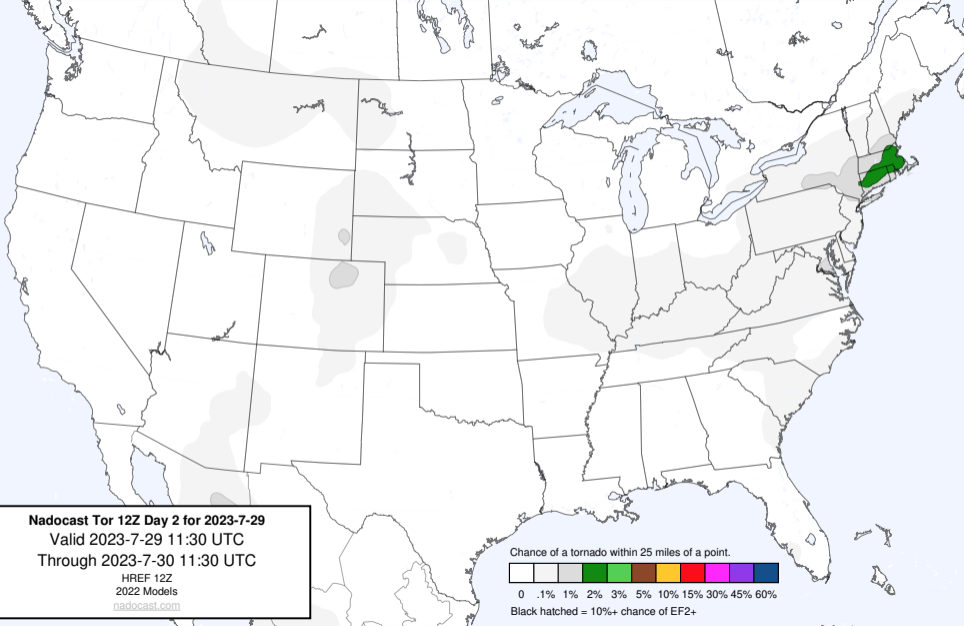 Nadocast Tor 12Z Day 2 for 2023-7-29
Valid 2023-7-29 11:30 UTC
Through 2023-7-30 11:30 UTC
HREF 12Z
2022 Models
nadocast.com
Chance of a tornado within 25 miles of a point.
0 .1% 1% 2% 3% 5% 10% 15% 30% 45% 60%
Black hatched = 10%+ chance of EF2+